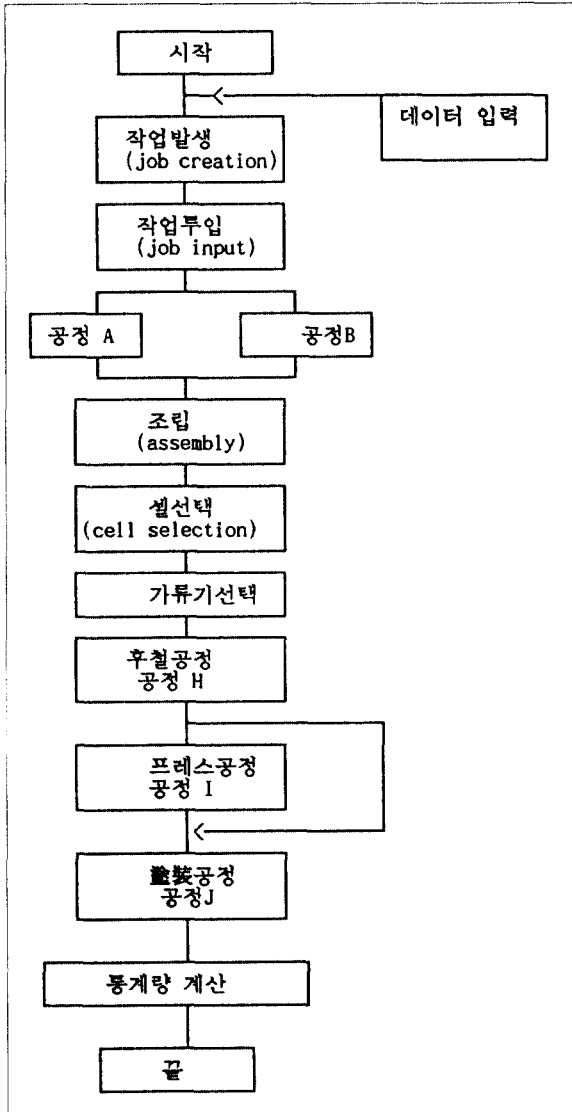 시작
데이터 입력
작업발생
(job creation)
작업투입
(job input)
공정 A
공정B
조립
(assembly)
셀선택
(cell selection)
가류기선택
후철공정
공정 H
프레스공정
공정 I
塗裝공정
공정J
통계량 계산
끝